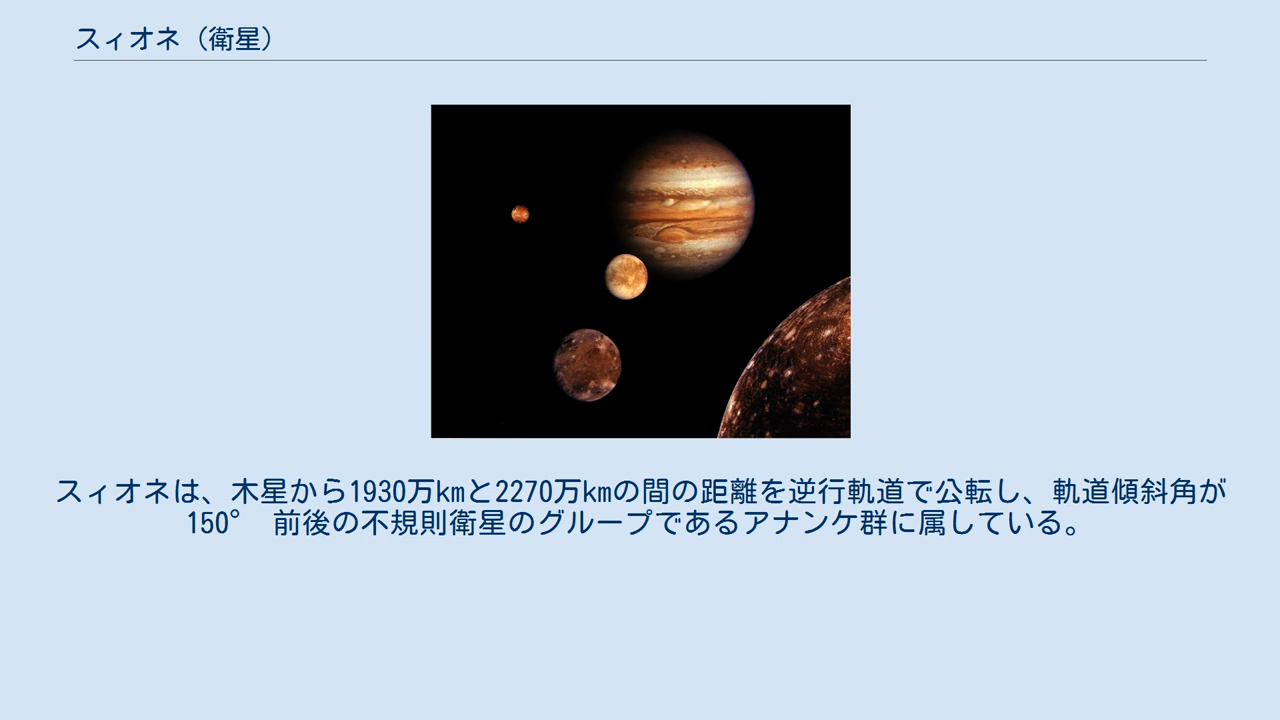 スィオネ（衛星）
スィオネは、木星から1930万kmと2270万kmの間の距離を逆行軌道で公転し、軌道傾斜角が
150° 前後の不規則衛星のグループであるアナンケ群に属している。